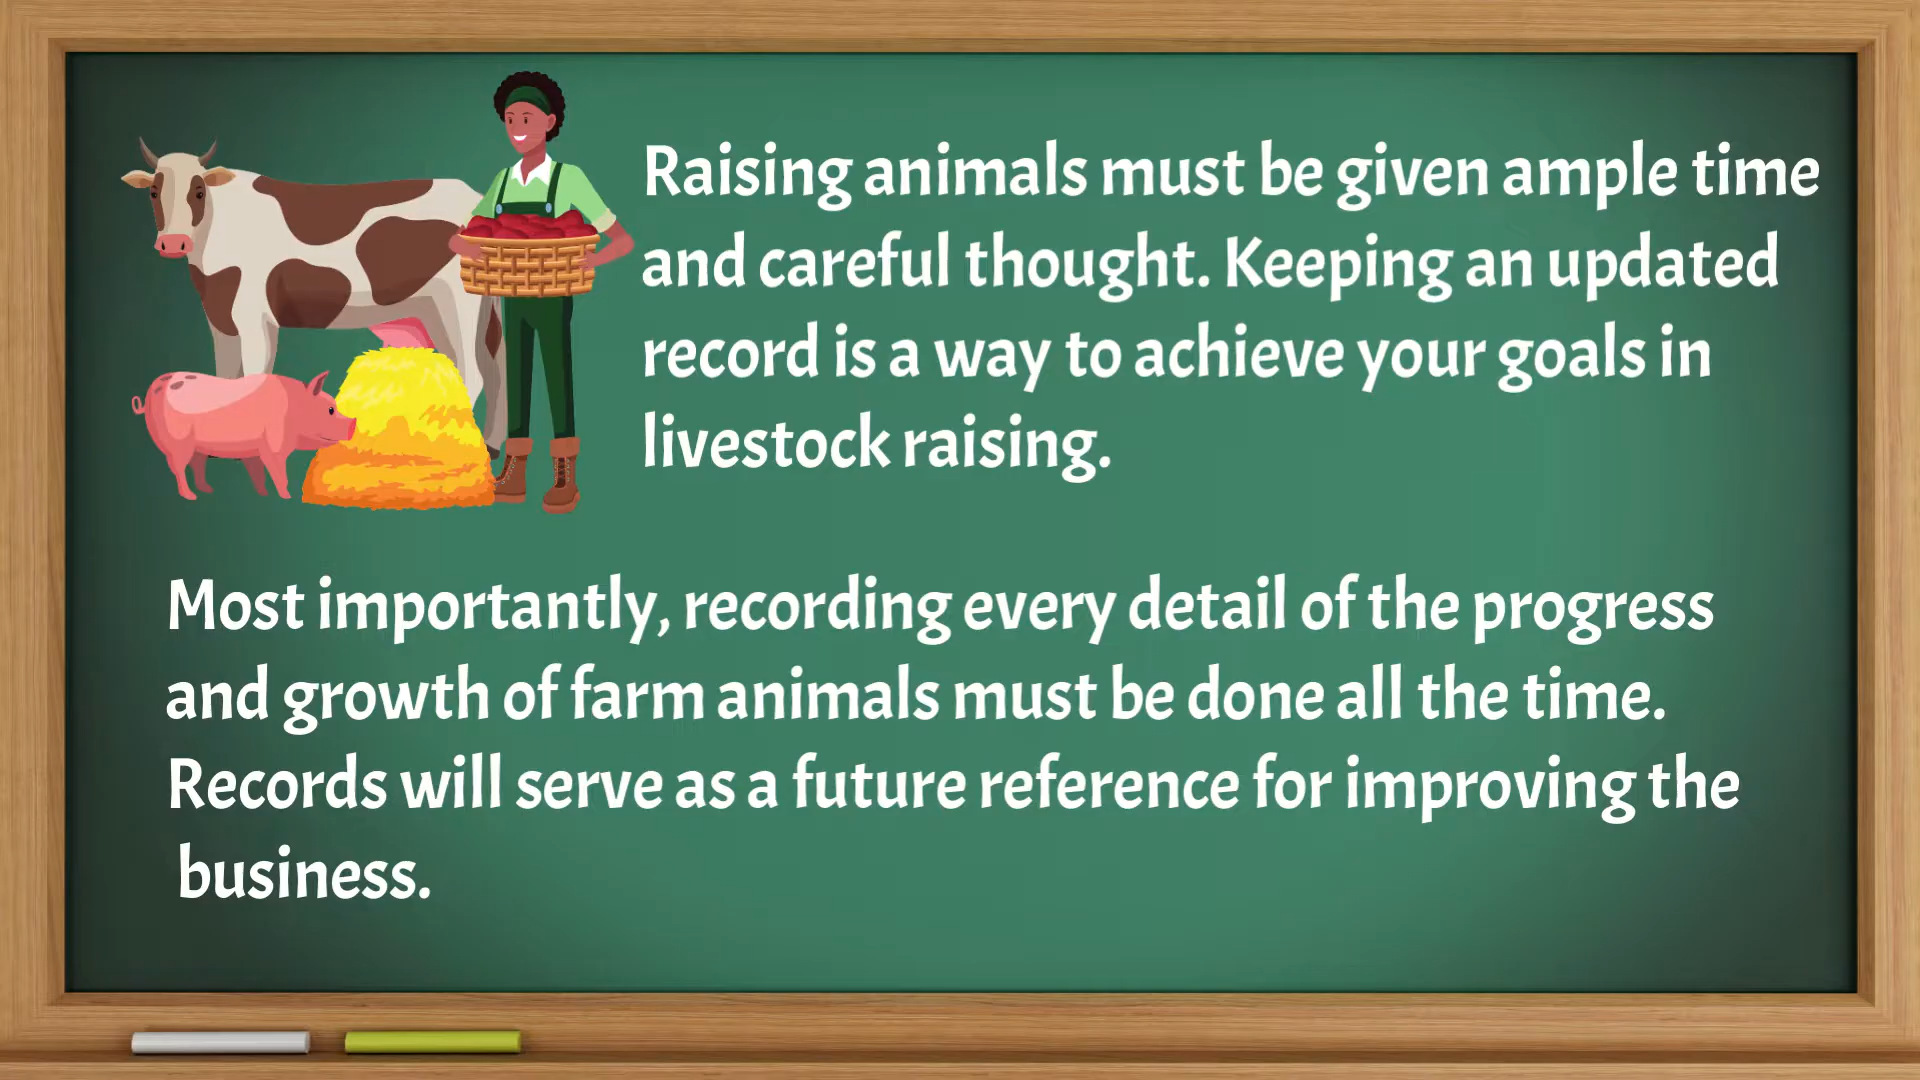 Raising animals must be given ample time
and careful thought. Keeping an updated
record is a way to achieve your goals in
livestock raising.
Most importantly, recording every detail of the progress
and growth of farm animals must be done all the time.
Records will serve as a future reference for improving the
business.